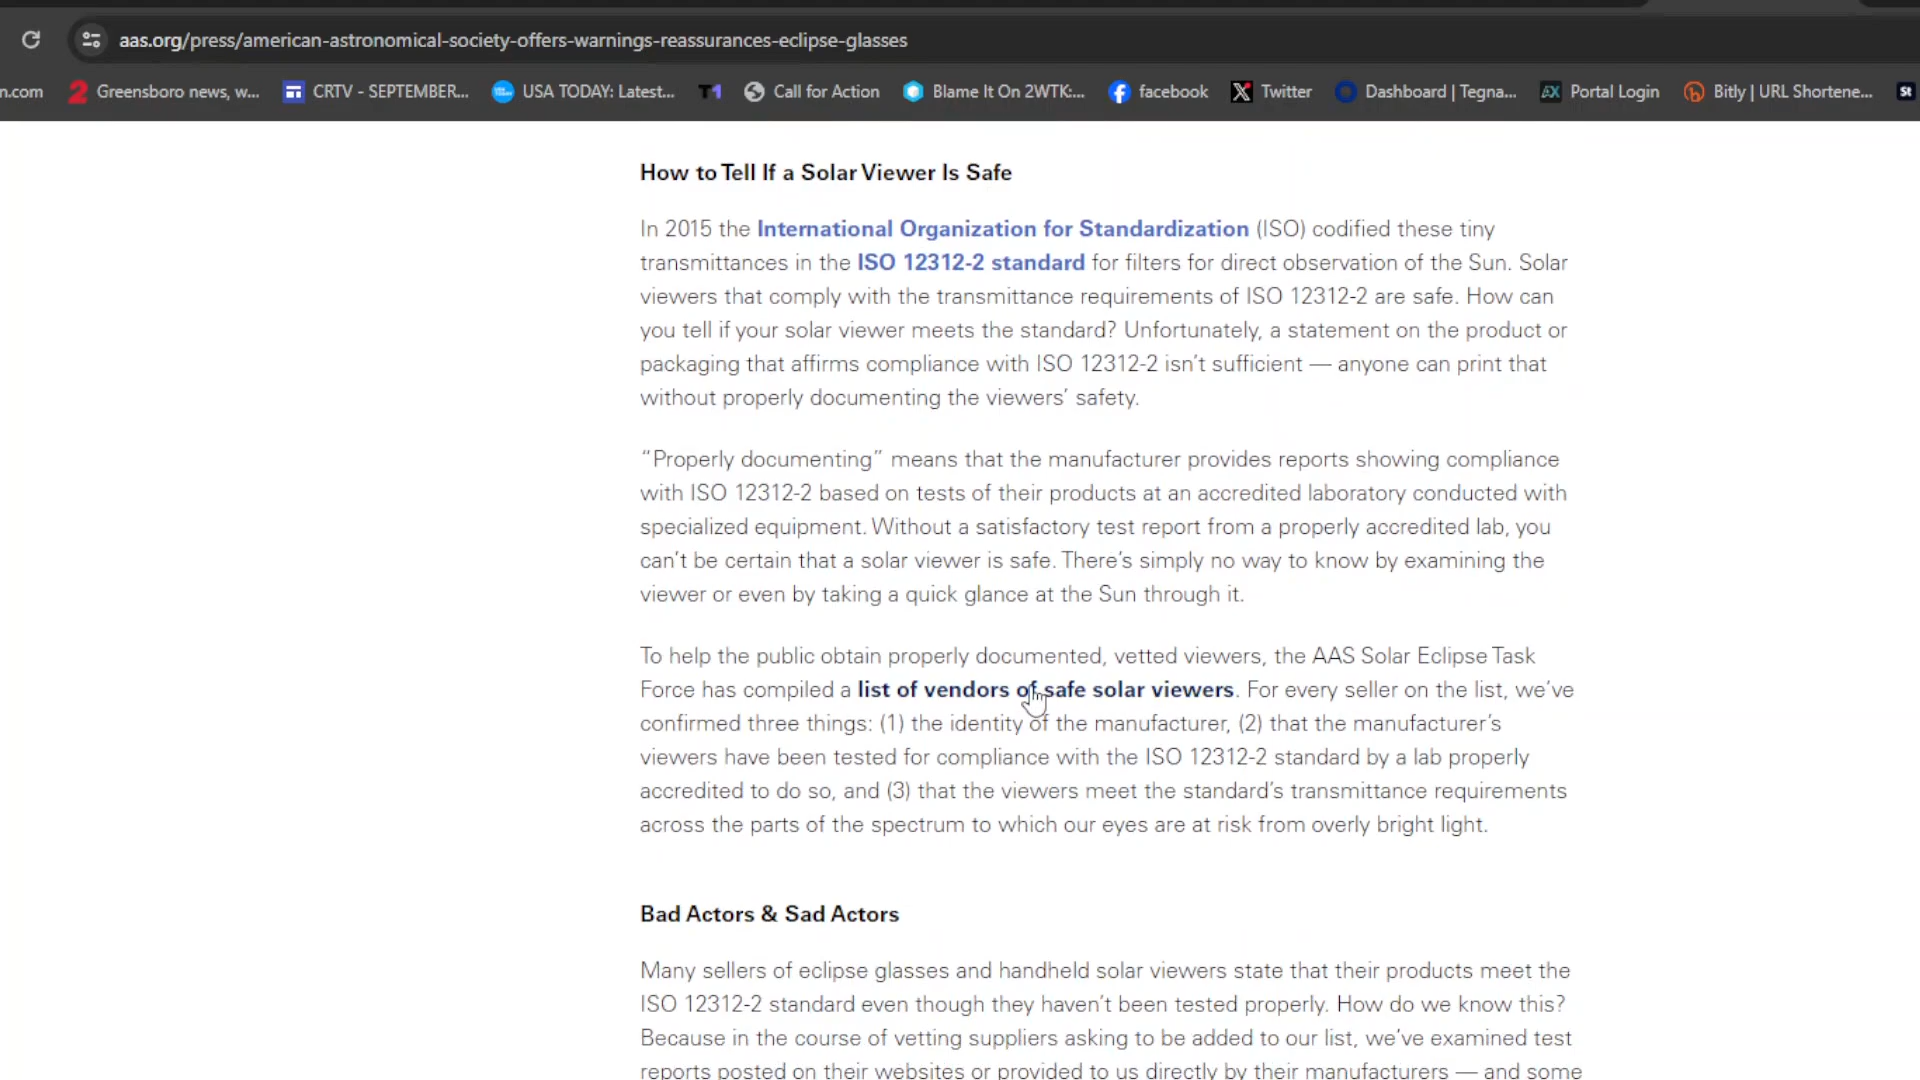 aas.org/press/american-astronomical-society-offers-warnings-reassurances-eclipse-glasses
n.com 2 Greensboro news, w... CRTV - SEPTEMBER... USA TODAY: Latest... T1 Call for Action Blame It On 2WTK:... facebook X Twitter Dashboard | Tegna... Portal Login Bitly | URL Shortene... St
How to Tell If a Solar Viewer Is Safe
In 2015 the International Organization for Standardization (ISO) codified these tiny
transmittances in the ISO 12312-2 standard for filters for direct observation of the Sun. Solar
viewers that comply with the transmittance requirements of ISO 12312-2 are safe. How can
you tell if your solar viewer meets the standard? Unfortunately, a statement on the product or
packaging that affirms compliance with ISO 12312-2 isn’t sufficient — anyone can print that
without properly documenting the viewers’ safety.
“Properly documenting” means that the manufacturer provides reports showing compliance
with ISO 12312-2 based on tests of their products at an accredited laboratory conducted with
specialized equipment. Without a satisfactory test report from a properly accredited lab, you
can’t be certain that a solar viewer is safe. There’s simply no way to know by examining the
viewer or even by taking a quick glance at the Sun through it.
To help the public obtain properly documented, vetted viewers, the AAS Solar Eclipse Task
Force has compiled a list of vendors of safe solar viewers. For every seller on the list, we’ve
confirmed three things: (1) the identity of the manufacturer, (2) that the manufacturer’s
viewers have been tested for compliance with the ISO 12312-2 standard by a lab properly
accredited to do so, and (3) that the viewers meet the standard’s transmittance requirements
across the parts of the spectrum to which our eyes are at risk from overly bright light.
Bad Actors & Sad Actors
Many sellers of eclipse glasses and handheld solar viewers state that their products meet the
ISO 12312-2 standard even though they haven’t been tested properly. How do we know this?
Because in the course of vetting suppliers asking to be added to our list, we’ve examined test
reports posted on their websites or provided to us directly by their manufacturers — and some